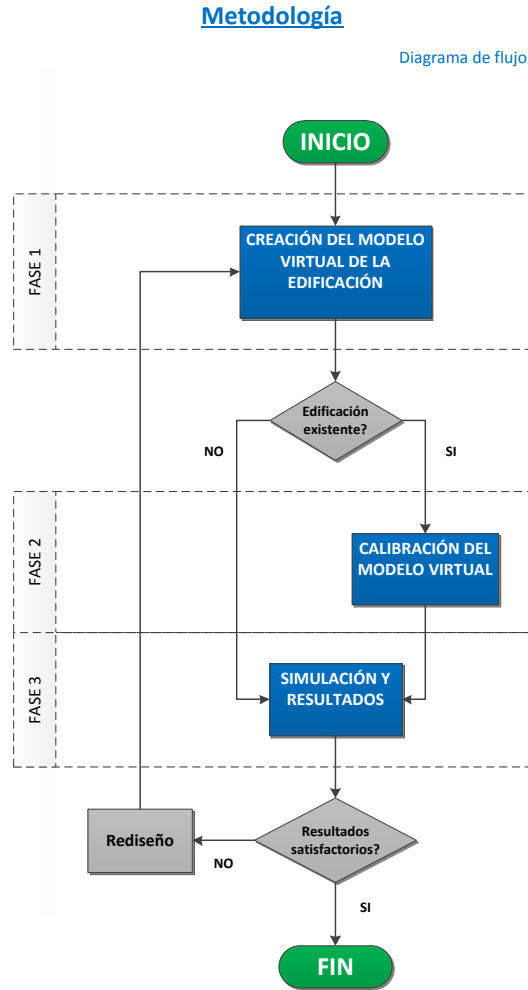 Metodología
Diagrama de flujo
INICIO
FASE 1
CREACIÓN DEL MODELO
VIRTUAL DE LA
EDIFICACIÓN
Edificación
existente?
NO
SI
FASE 2
CALIBRACIÓN DEL
MODELO VIRTUAL
FASE 3
SIMULACIÓN Y
RESULTADOS
Rediseño
NO
Resultados
satisfactorios?
SI
FIN